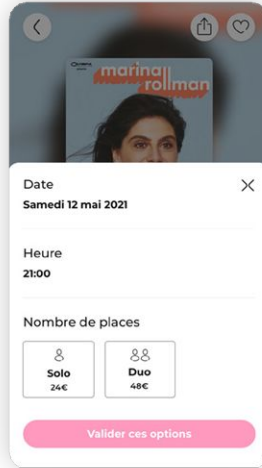 OLYMPIA
marina
rollman
Date
Samedi 12 mai 2021
Heure
21:00
Nombre de places
Solo
24€
Duo
48€
Valider ces options